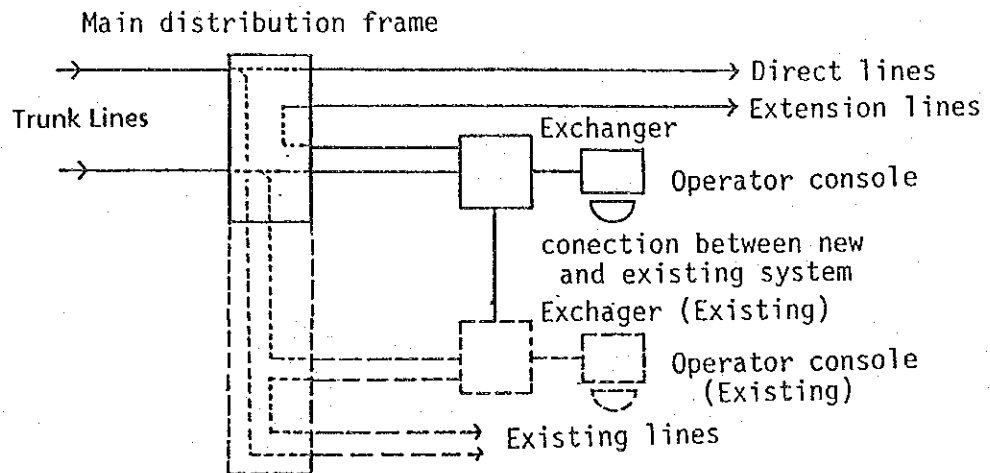 Main distribution frame
Direct lines
Trunk Lines
Extension lines
Exchanger
Operator console
conection between new
and existing system
Exchager (Existing)
Operator console
(Existing)
Existing lines